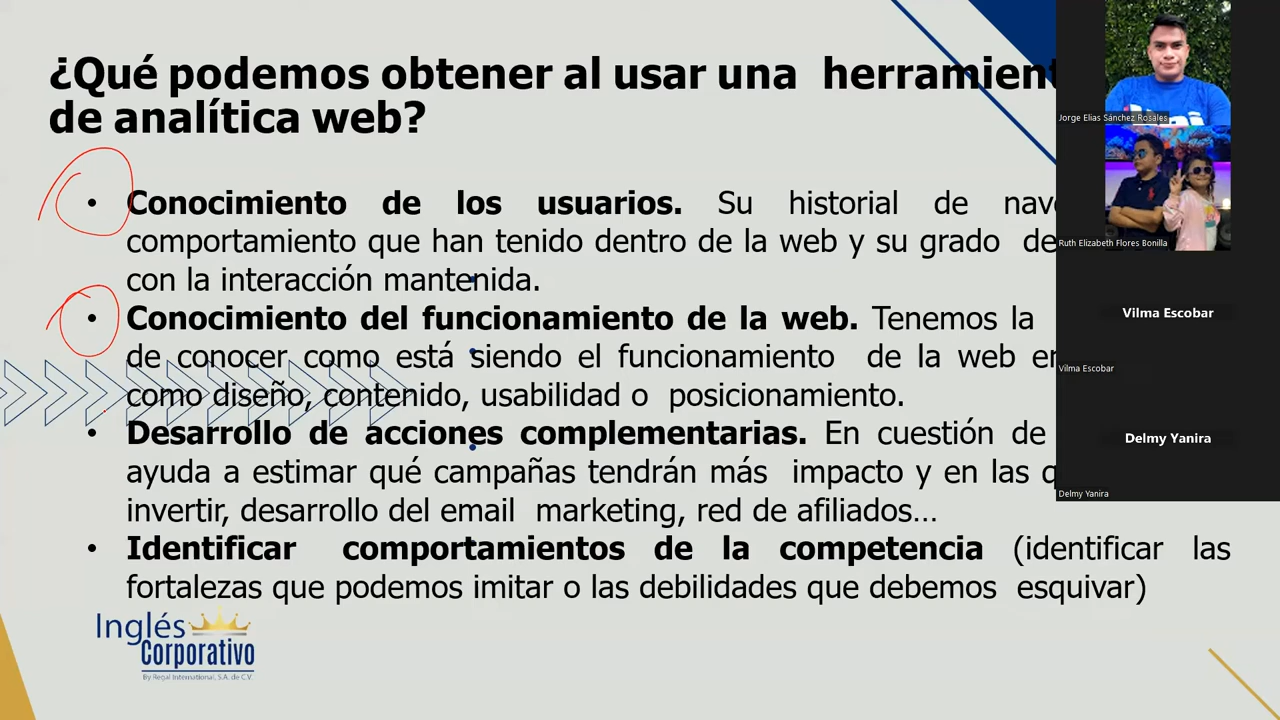 ¿Qué podemos obtener al usar una herramient
de analítica web?
• Conocimiento de los usuarios. Su historial de nave
comportamiento que han tenido dentro de la web y su grado de
con la interacción mantenida.
• Conocimiento del funcionamiento de la web. Tenemos la
de conocer como está siendo el funcionamiento de la web en
como diseño, contenido, usabilidad o posicionamiento.
• Desarrollo de acciones complementarias. En cuestión de
ayuda a estimar qué campañas tendrán más impacto y en las q
invertir, desarrollo del email marketing, red de afiliados...
• Identificar comportamientos de la competencia (identificar las
fortalezas que podemos imitar o las debilidades que debemos esquivar)
Inglés
Corporativo
By Regal International, S.A. de C.V.
Jorge Elias Sánchez Rosales
Ruth Elizabeth Flores Bonilla
Vilma Escobar
Vilma Escobar
Delmy Yanira
Delmy Yanira